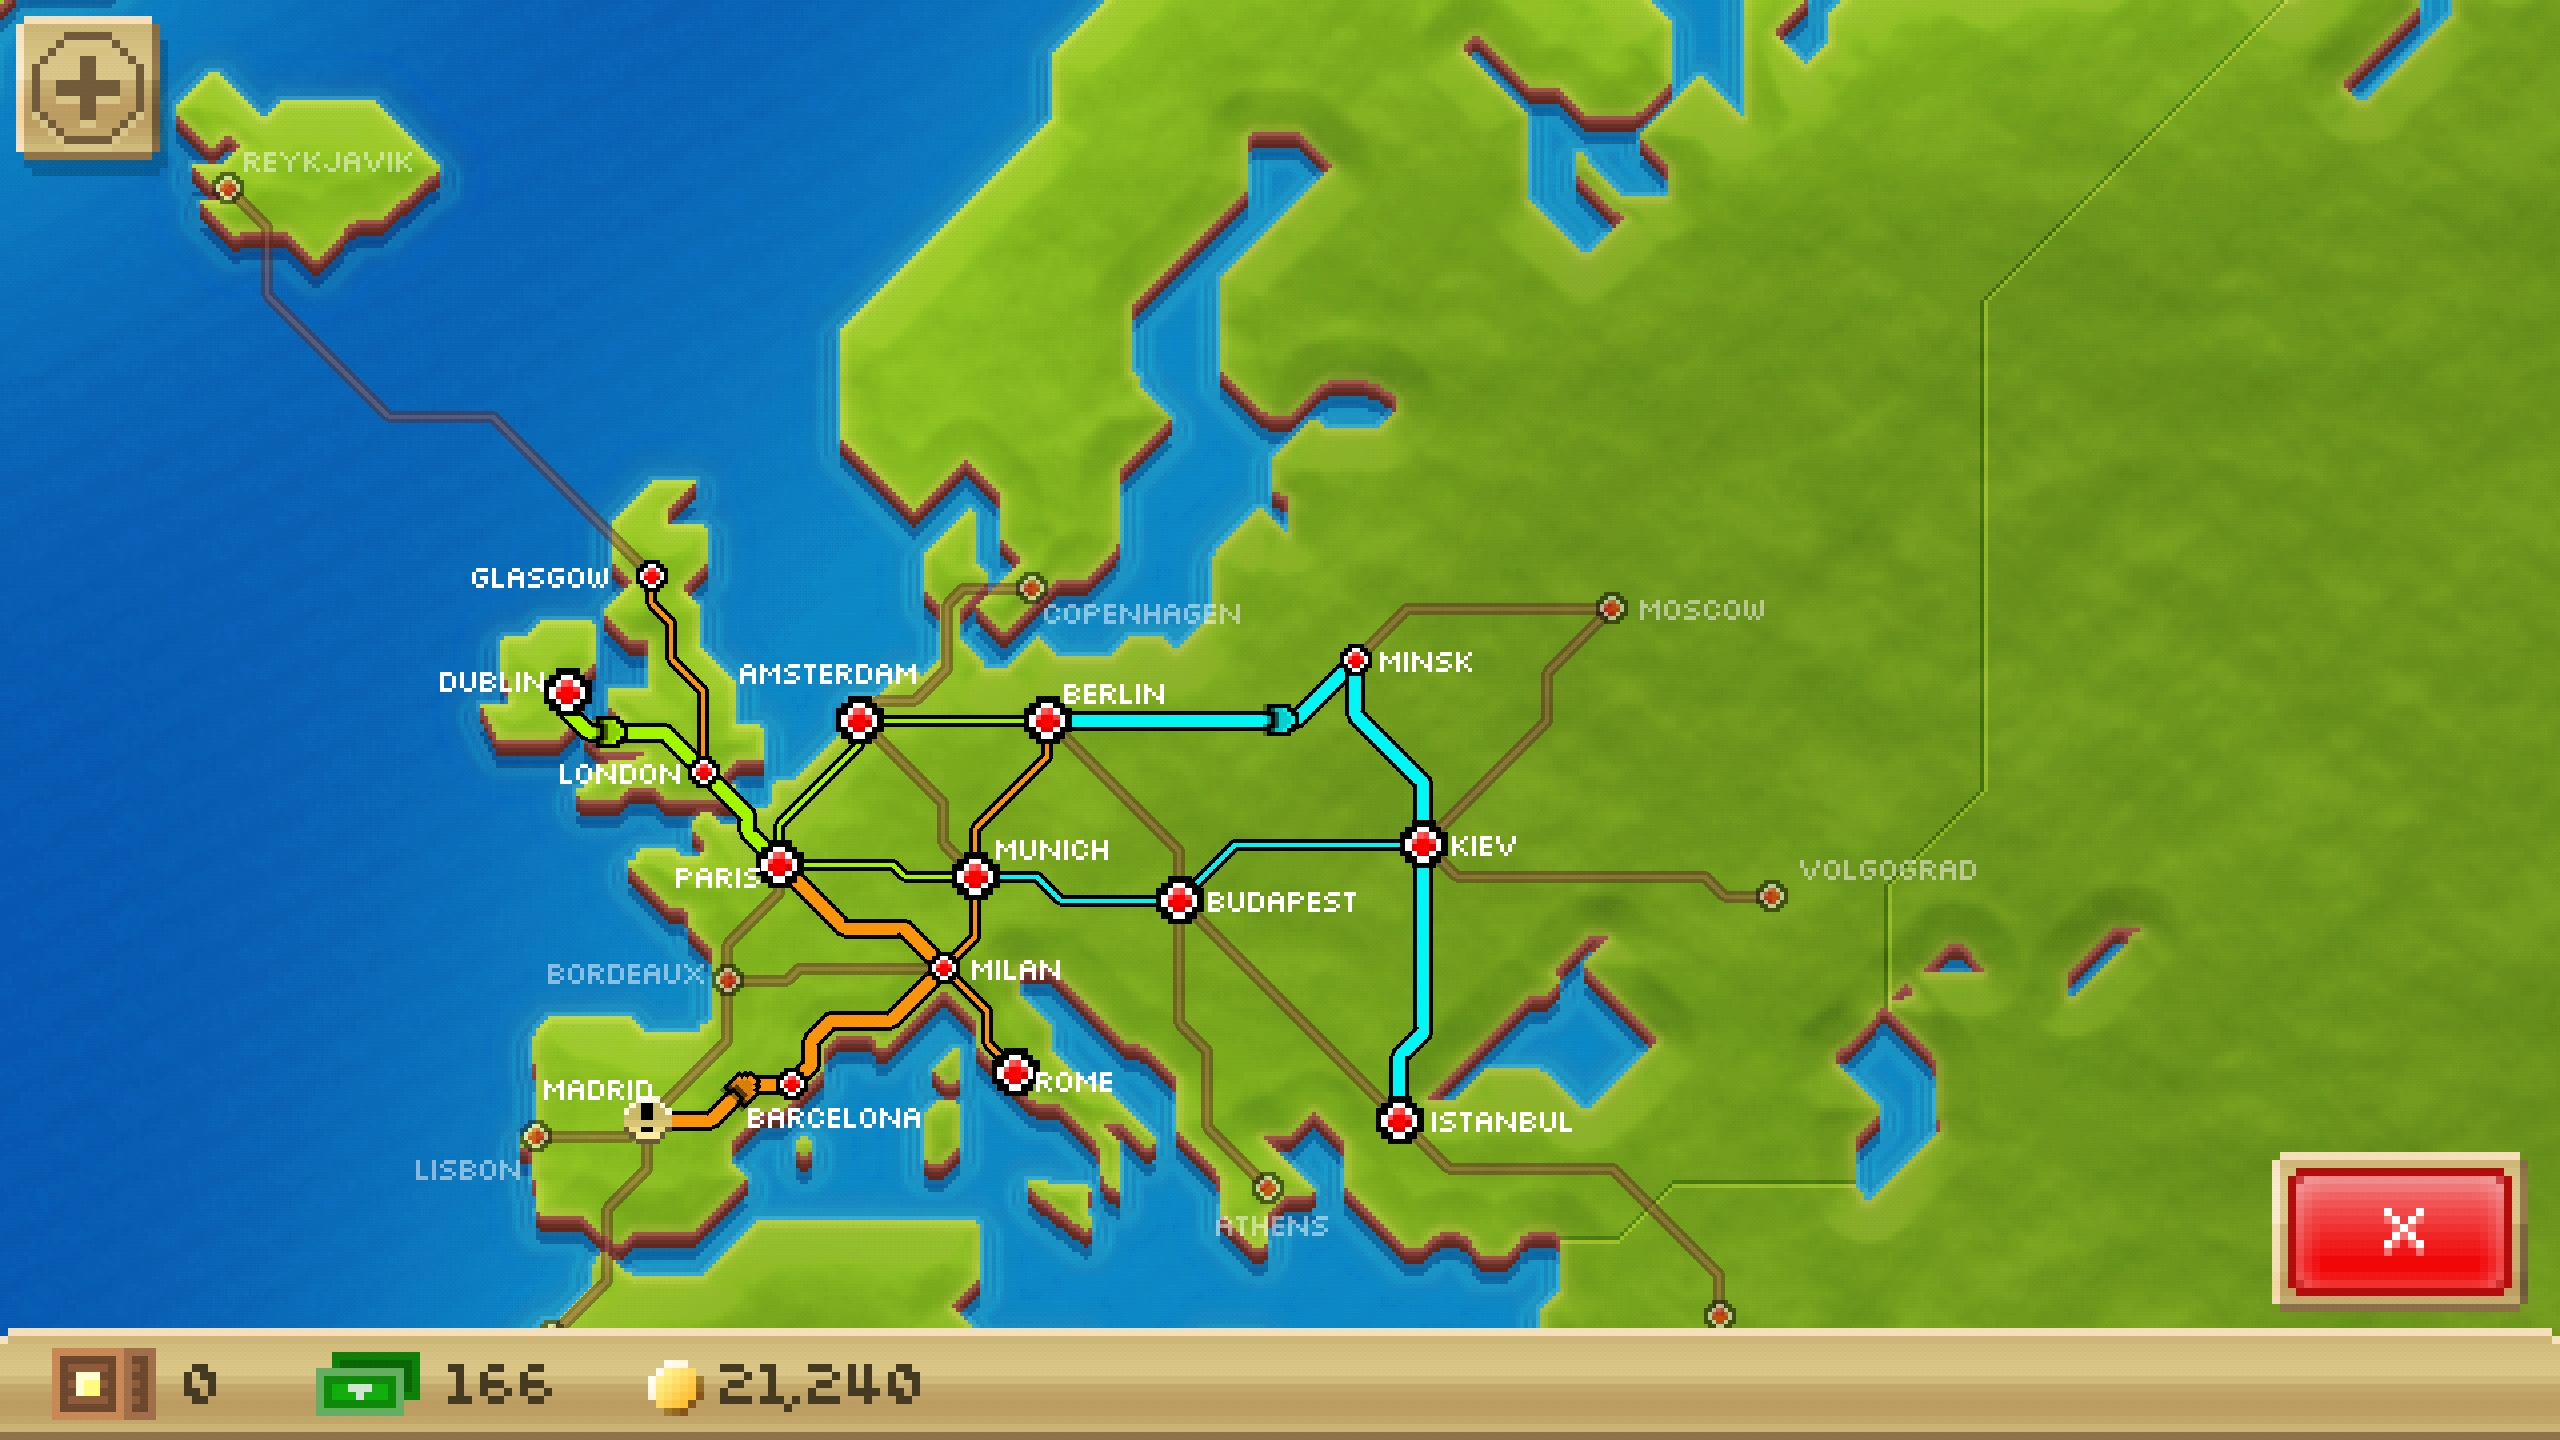 REYKJAVIK
GLASGOW
COPENHAGEN
MOSCOW
MINSK
AMSTERDAM
DUBLIN
BERLIN
LONDON
MUNICH
KIEV
PARIS
VOLGOGRAD
BUDAPEST
BORDEAUX
MILAN
MADRID
!
ROME
BARCELONA
ISTANBUL
LISBON
ATHENS
X
0 166 21,240